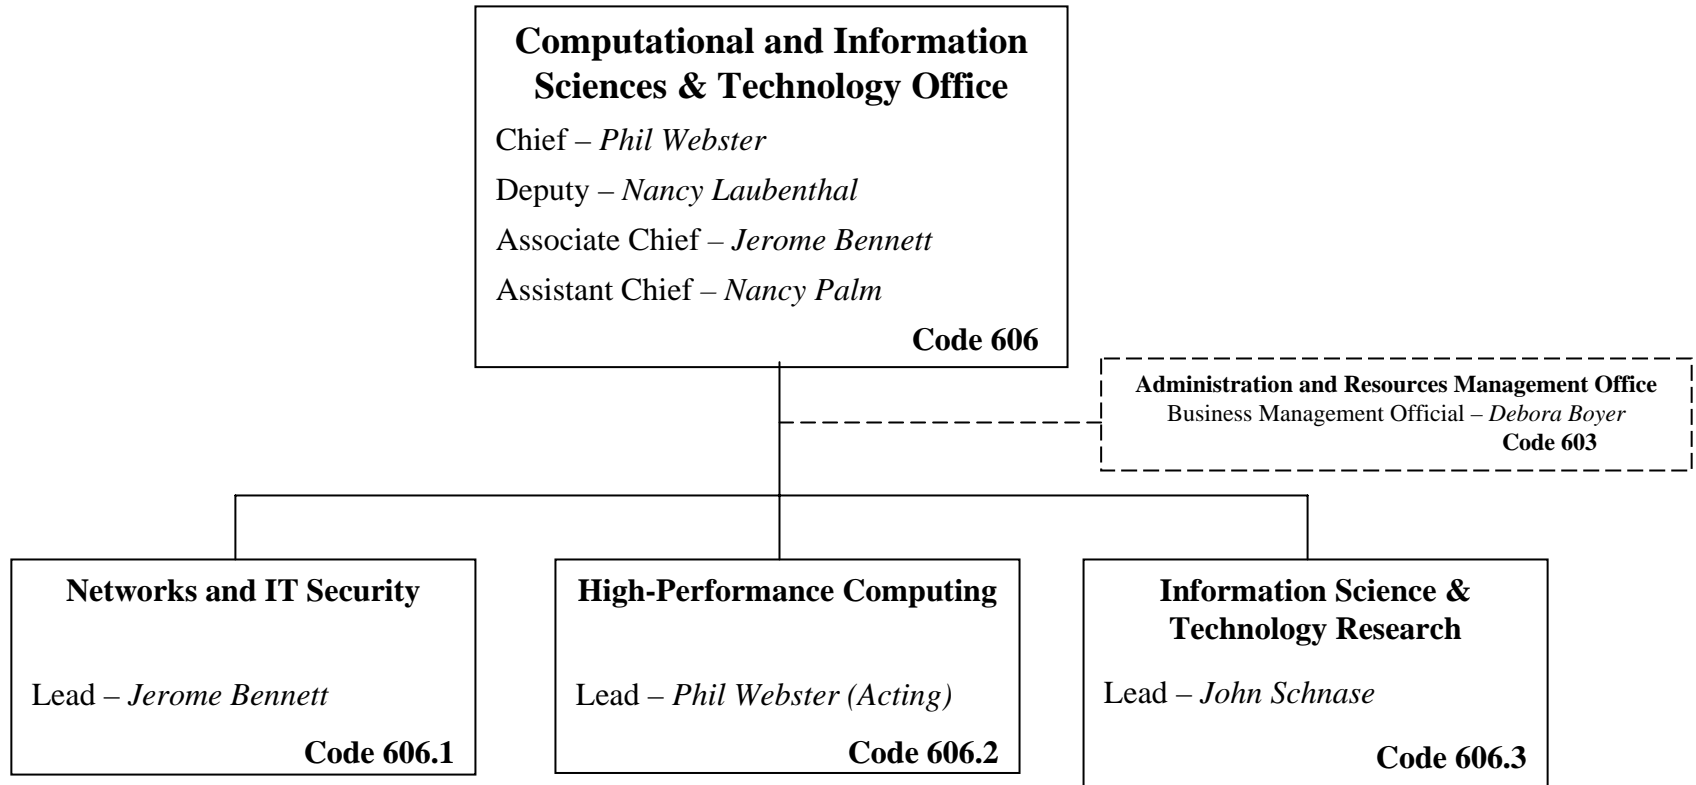 Computational and Information
Sciences & Technology Office
Chief – Phil Webster
Deputy – Nancy Laubenthal
Associate Chief – Jerome Bennett
Assistant Chief – Nancy Palm
Code 606
Administration and Resources Management Office
Business Management Official – Debora Boyer
Code 603
Networks and IT Security
Lead – Jerome Bennett
Code 606.1
High-Performance Computing
Lead – Phil Webster (Acting)
Code 606.2
Information Science &
Technology Research
Lead – John Schnase
Code 606.3